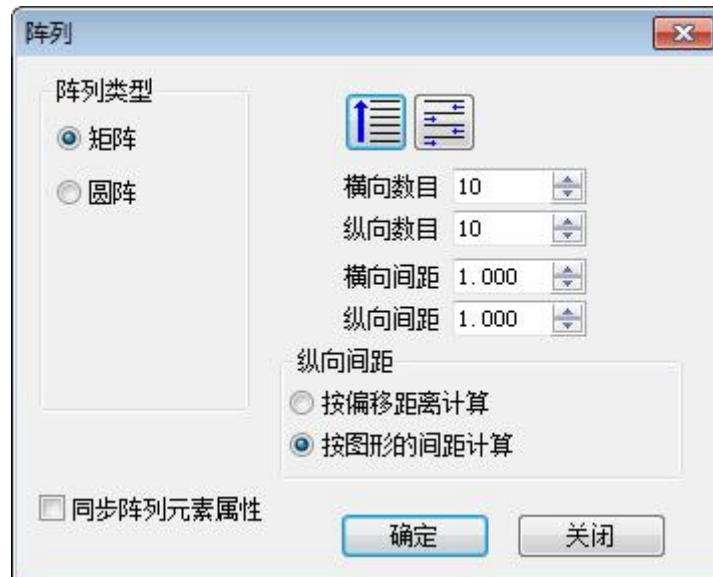 阵列
阵列类型
矩阵
圆阵
横向数目 10
纵向数目 10
横向间距 1.000
纵向间距 1.000
纵向间距
按偏移距离计算
按图形的间距计算
同步阵列元素属性
确定
关闭